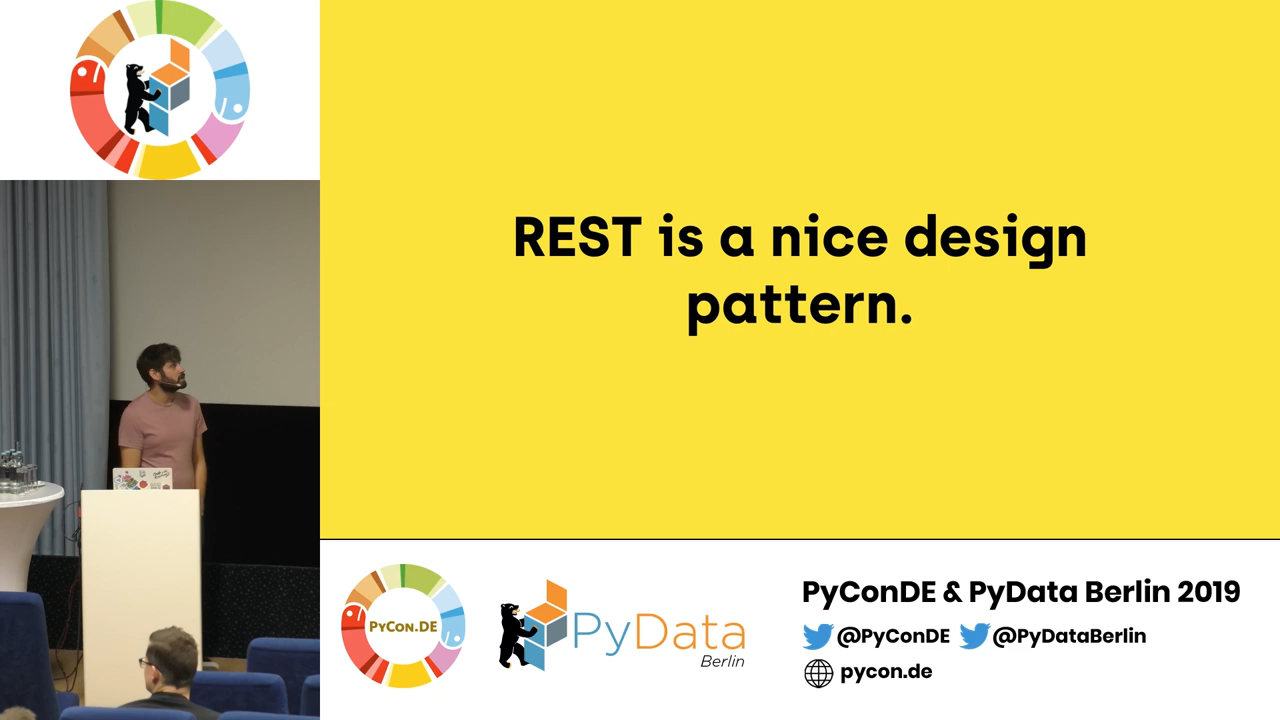 REST is a nice design
pattern.
PyCon.DE
PyData
Berlin
PyConDE & PyData Berlin 2019
@PyConDE @PyDataBerlin
pycon.de